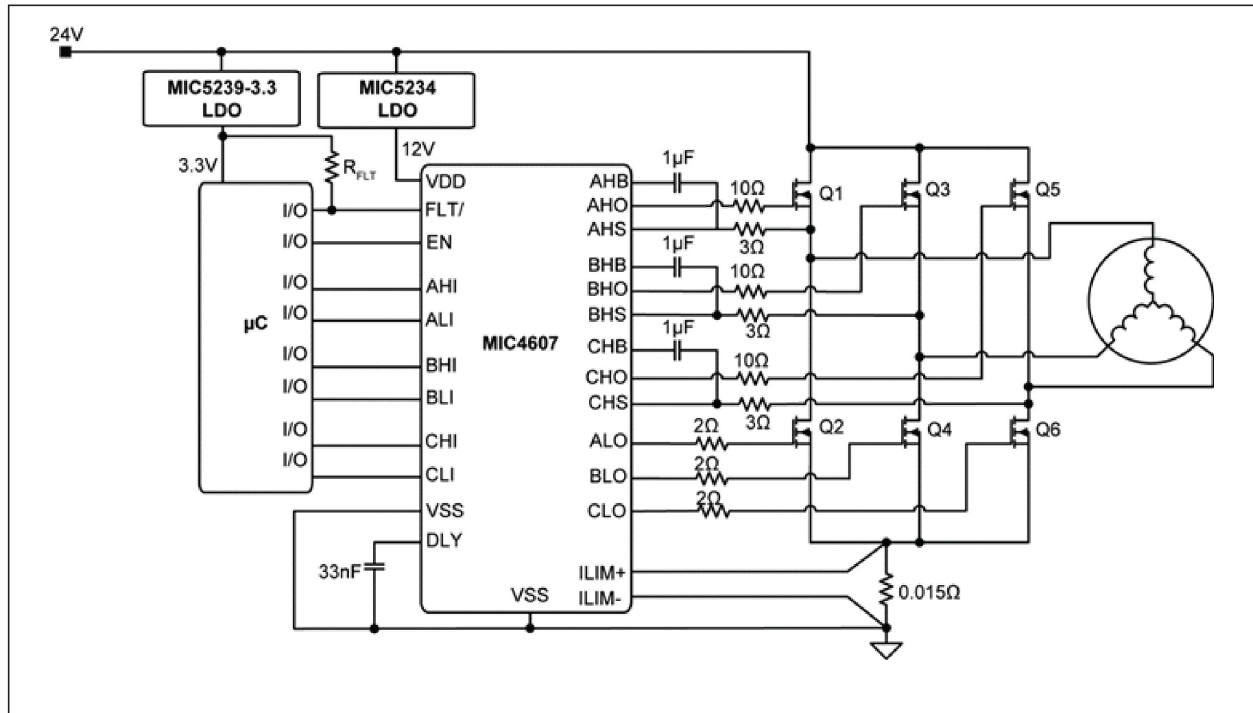 24V
MIC5239-3.3
LDO
MIC5234
LDO
3.3V
R_FLT
12V
I/O
I/O
I/O
I/O
I/O
I/O
I/O
I/O
µC
VDD
FLT/
EN
AHI
ALI
BHI
BLI
CHI
CLI
VSS
DLY
33nF
MIC4607
VSS
AHB
AHO
AHS
BHB
BHO
BHS
CHB
CHO
CHS
ALO
BLO
CLO
ILIM+
ILIM-
1µF
10Ω
3Ω
1µF
10Ω
3Ω
1µF
10Ω
3Ω
2Ω
2Ω
2Ω
Q1
Q3
Q5
Q2
Q4
Q6
0.015Ω